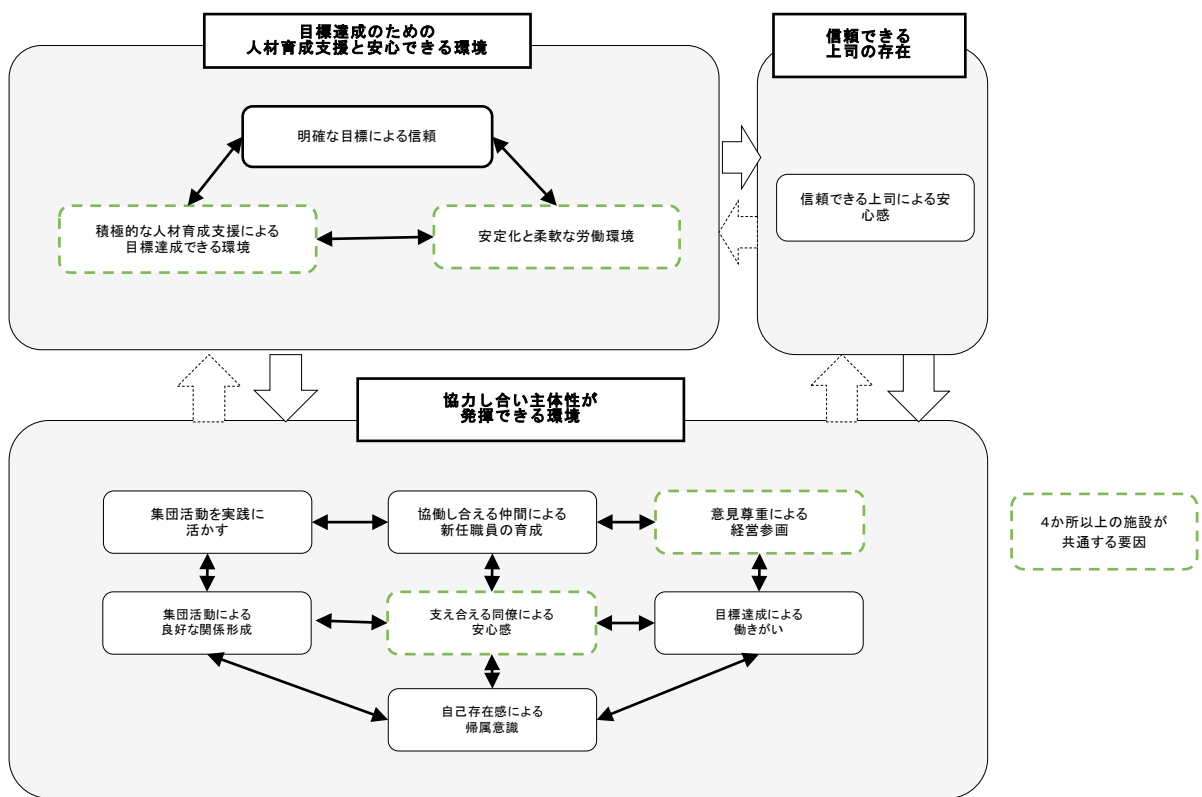 目標達成のための
人材育成支援と安心できる環境
信頼できる
上司の存在
明確な目標による信頼
積極的な人材育成支援による
目標達成できる環境
安定化と柔軟な労働環境
信頼できる上司による安
心感
協力し合い主体性が
発揮できる環境
集団活動を実践に
活かす
協働し合える仲間による
新任職員の育成
意見尊重による
経営参画
4か所以上の施設が
共通する要因
集団活動による
良好な関係形成
支え合える同僚による
安心感
目標達成による
働きがい
自己存在感による
帰属意識